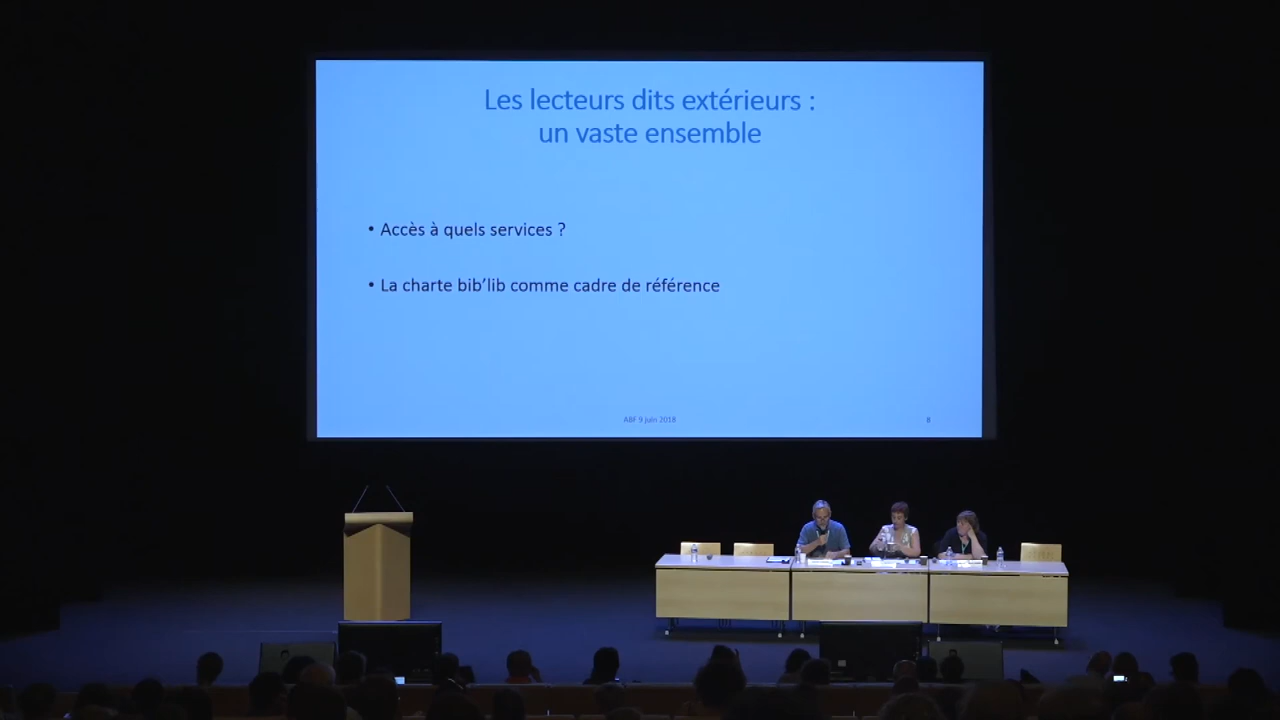 Les lecteurs dits extérieurs :
un vaste ensemble
• Accès à quels services ?
• La charte bib’lib comme cadre de référence
ABF 9 juin 2018
8